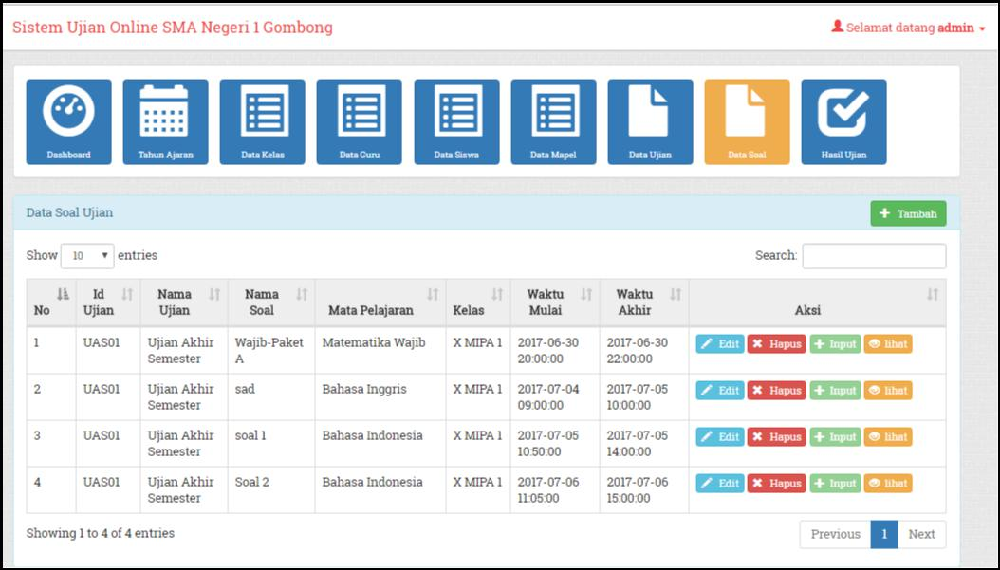 Sistem Ujian Online SMA Negeri 1 Gombong
Selamat datang admin
Dashboard Tahun Ajaran Data Kelas Data Guru Data Siswa Data Mapel Data Ujian Data Soal Hasil Ujian
Data Soal Ujian Tambah
Show 10 entries Search:
No Id Ujian Nama Ujian Nama Soal Mata Pelajaran Kelas Waktu Mulai Waktu Akhir Aksi
1 UAS01 Ujian Akhir Wajib-Paket Matematika Wajib X MIPA 1 2017-06-30 2017-06-30 Edit Hapus Input lihat
Semester A 20:00:00 22:00:00
2 UAS01 Ujian Akhir sad Bahasa Inggris X MIPA 1 2017-07-04 2017-07-05 Edit Hapus Input lihat
Semester 09:00:00 10:00:00
3 UAS01 Ujian Akhir soal 1 Bahasa Indonesia X MIPA 1 2017-07-05 2017-07-05 Edit Hapus Input lihat
Semester 10:50:00 14:00:00
4 UAS01 Ujian Akhir Soal 2 Bahasa Indonesia X MIPA 1 2017-07-06 2017-07-06 Edit Hapus Input lihat
Semester 11:05:00 15:00:00
Showing 1 to 4 of 4 entries Previous 1 Next